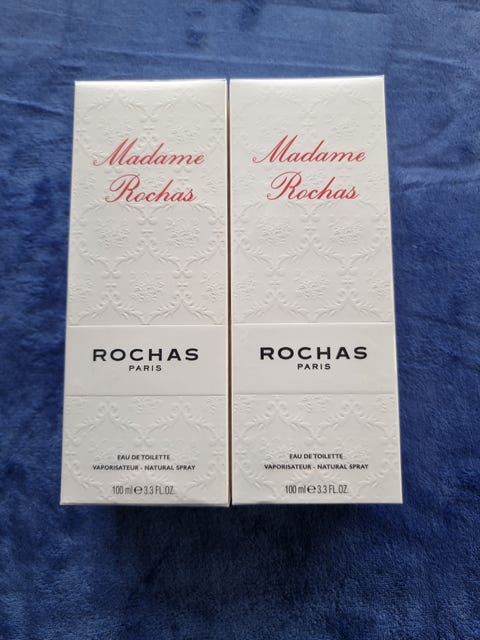 Madame
Rochas
ROCHAS
PARIS
EAU DE TOILETTE
VAPORISATEUR - NATURAL SPRAY
100 ml ℮ 3.3 FL.OZ.
Madame
Rochas
ROCHAS
PARIS
EAU DE TOILETTE
VAPORISATEUR - NATURAL SPRAY
100 ml ℮ 3.3 FL.OZ.